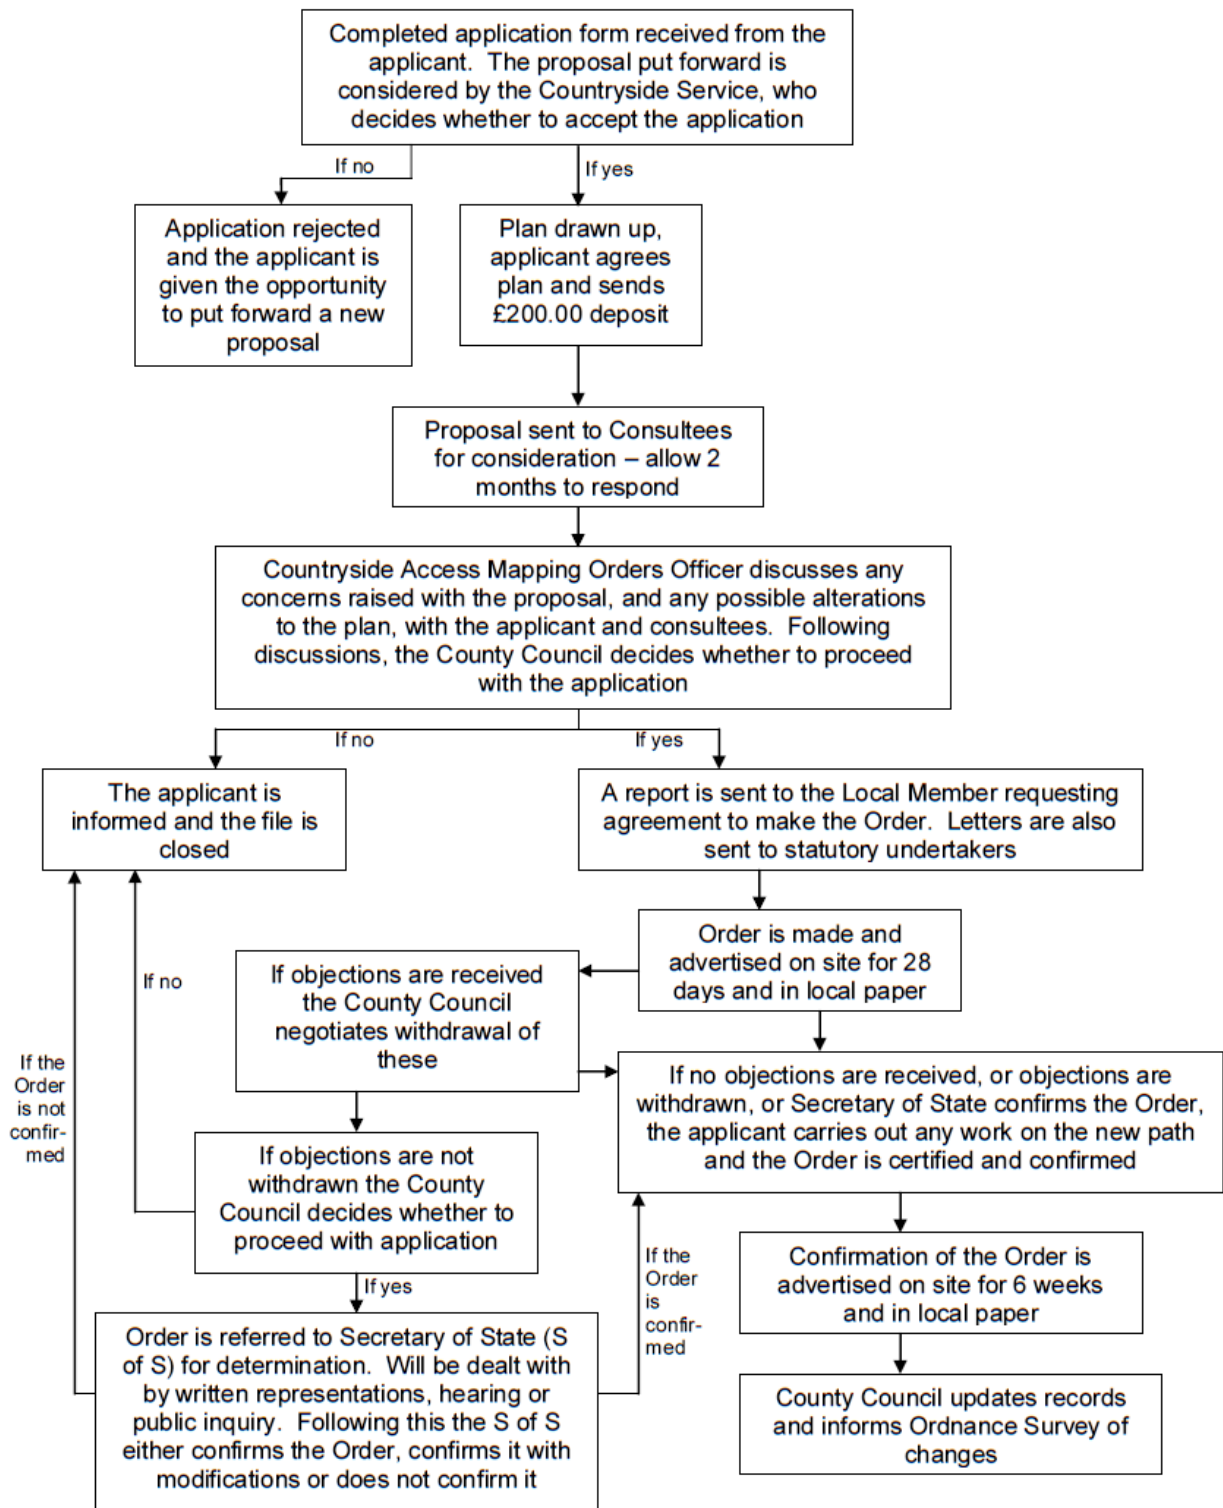 Completed application form received from the
applicant. The proposal put forward is
considered by the Countryside Service, who
decides whether to accept the application
If no
If yes
Application rejected
and the applicant is
given the opportunity
to put forward a new
proposal
Plan drawn up,
applicant agrees
plan and sends
£200.00 deposit
Proposal sent to Consultees
for consideration – allow 2
months to respond
Countryside Access Mapping Orders Officer discusses any
concerns raised with the proposal, and any possible alterations
to the plan, with the applicant and consultees. Following
discussions, the County Council decides whether to proceed
with the application
If no
If yes
The applicant is
informed and the file is
closed
A report is sent to the Local Member requesting
agreement to make the Order. Letters are also
sent to statutory undertakers
Order is made and
advertised on site for 28
days and in local paper
If no
If objections are received
the County Council
negotiates withdrawal of
these
If the
Order
is not
confir-
med
If no objections are received, or objections are
withdrawn, or Secretary of State confirms the Order,
the applicant carries out any work on the new path
and the Order is certified and confirmed
If objections are not
withdrawn the County
Council decides whether to
proceed with application
If yes
If the
Order
is
confir-
med
Confirmation of the Order is
advertised on site for 6 weeks
and in local paper
Order is referred to Secretary of State (S
of S) for determination. Will be dealt with
by written representations, hearing or
public inquiry. Following this the S of S
either confirms the Order, confirms it with
modifications or does not confirm it
County Council updates records
and informs Ordnance Survey of
changes